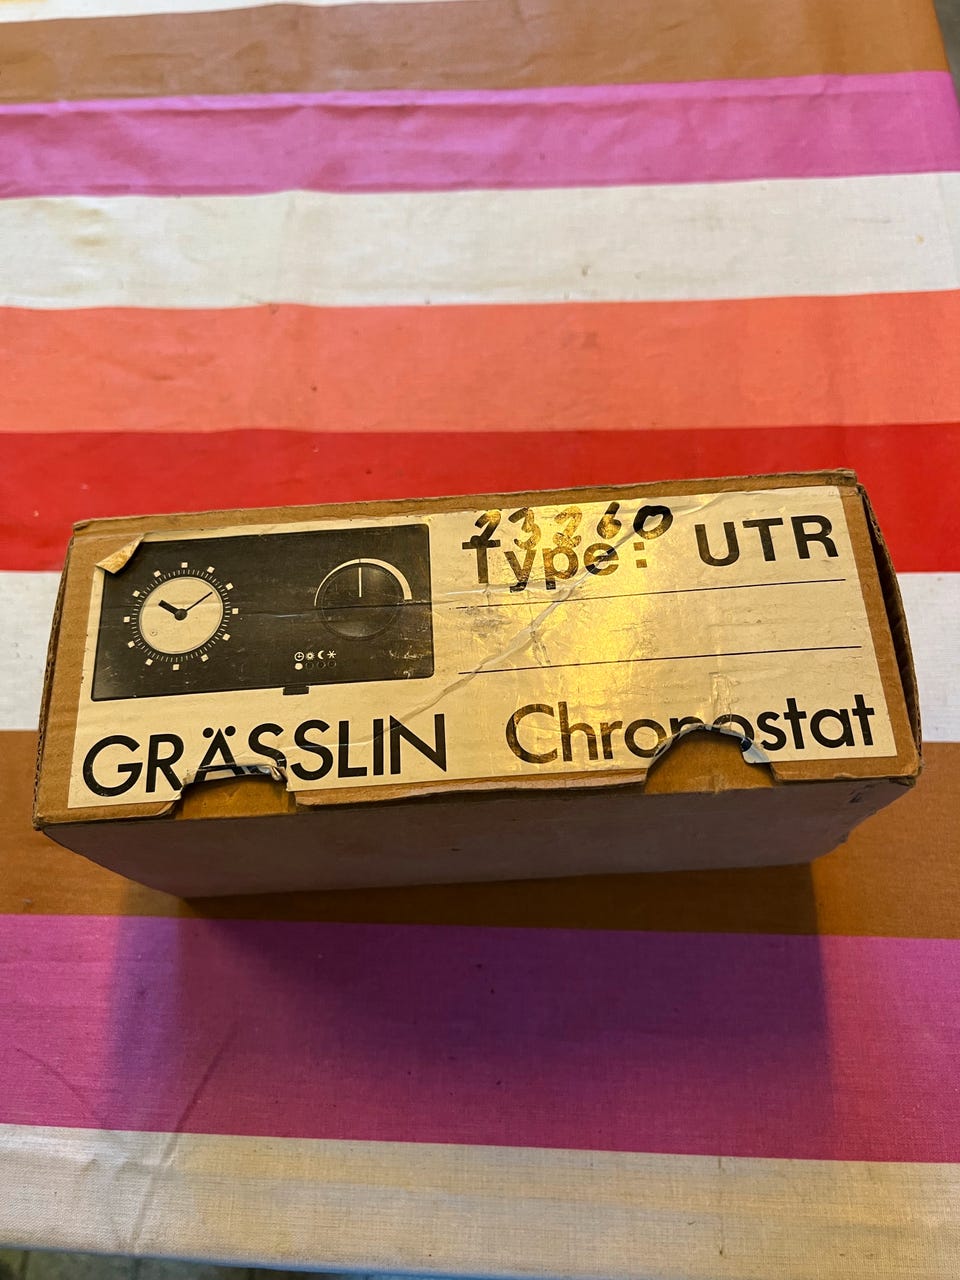 23260
Type: UTR
GRÄSSLIN Chronostat